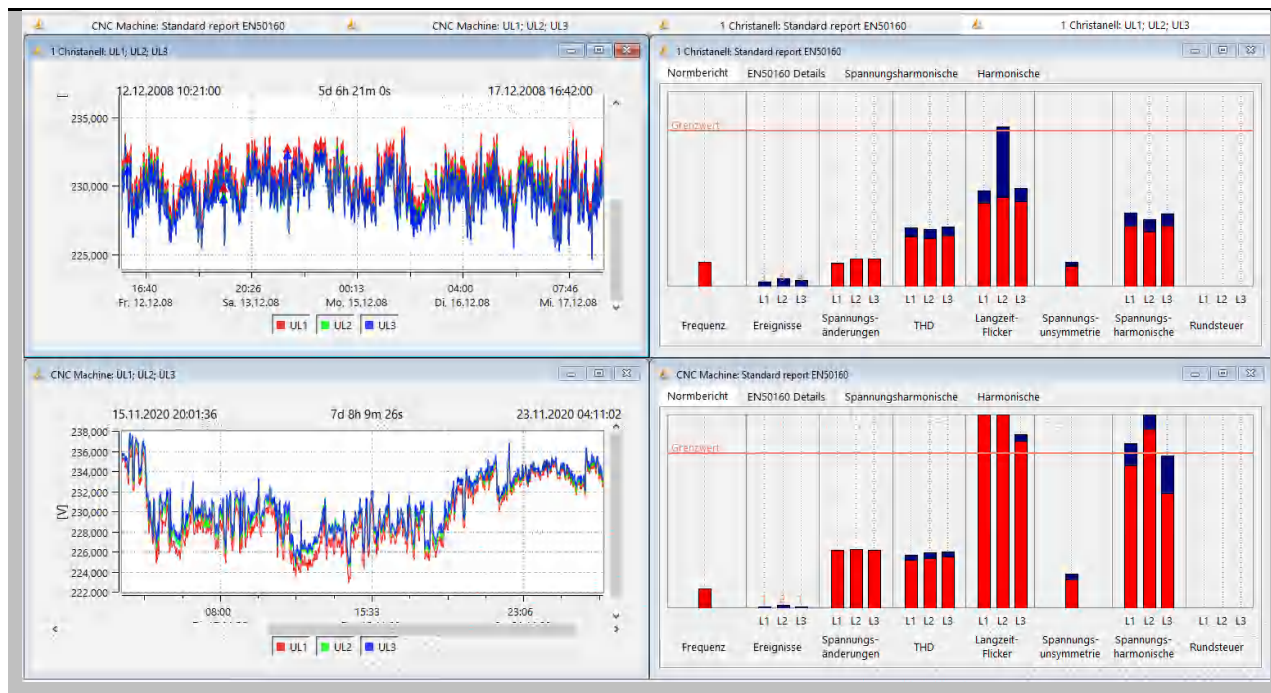 CNC Machine: Standard report EN50160
CNC Machine: UL1; UL2; UL3
1 Christanell: Standard report EN50160
1 Christanell: UL1; UL2; UL3
1 Christanell: UL1; UL2; UL3
12.12.2008 10:21:00 5d 6h 21m 0s 17.12.2008 16:42:00
235,000
230,000
225,000
16:40 20:26 00:13 04:00 07:46
Fr. 12.12.08 Sa. 13.12.08 Mo. 15.12.08 Di. 16.12.08 Mi. 17.12.08
UL1 UL2 UL3
1 Christanell: Standard report EN50160
Normbericht EN50160 Details Spannungsharmonische Harmonische
Grenzwert
L1 L2 L3 L1 L2 L3 L1 L2 L3 L1 L2 L3 L1 L2 L3 L1 L2 L3
Frequenz
Ereignisse
Spannungs-
änderungen
THD
Langzeit-
Flicker
Spannungs-
unsymmetrie
Spannungs-
harmonische
Rundsteuer
CNC Machine: UL1; UL2; UL3
15.11.2020 20:01:36 7d 8h 9m 26s 23.11.2020 04:11:02
[V]
238,000
236,000
234,000
232,000
230,000
228,000
226,000
224,000
222,000
08:00 15:33 23:06
UL1 UL2 UL3
CNC Machine: Standard report EN50160
Normbericht EN50160 Details Spannungsharmonische Harmonische
Grenzwert
L1 L2 L3 L1 L2 L3 L1 L2 L3 L1 L2 L3 L1 L2 L3 L1 L2 L3
Frequenz
Ereignisse
Spannungs-
änderungen
THD
Langzeit-
Flicker
Spannungs-
unsymmetrie
Spannungs-
harmonische
Rundsteuer